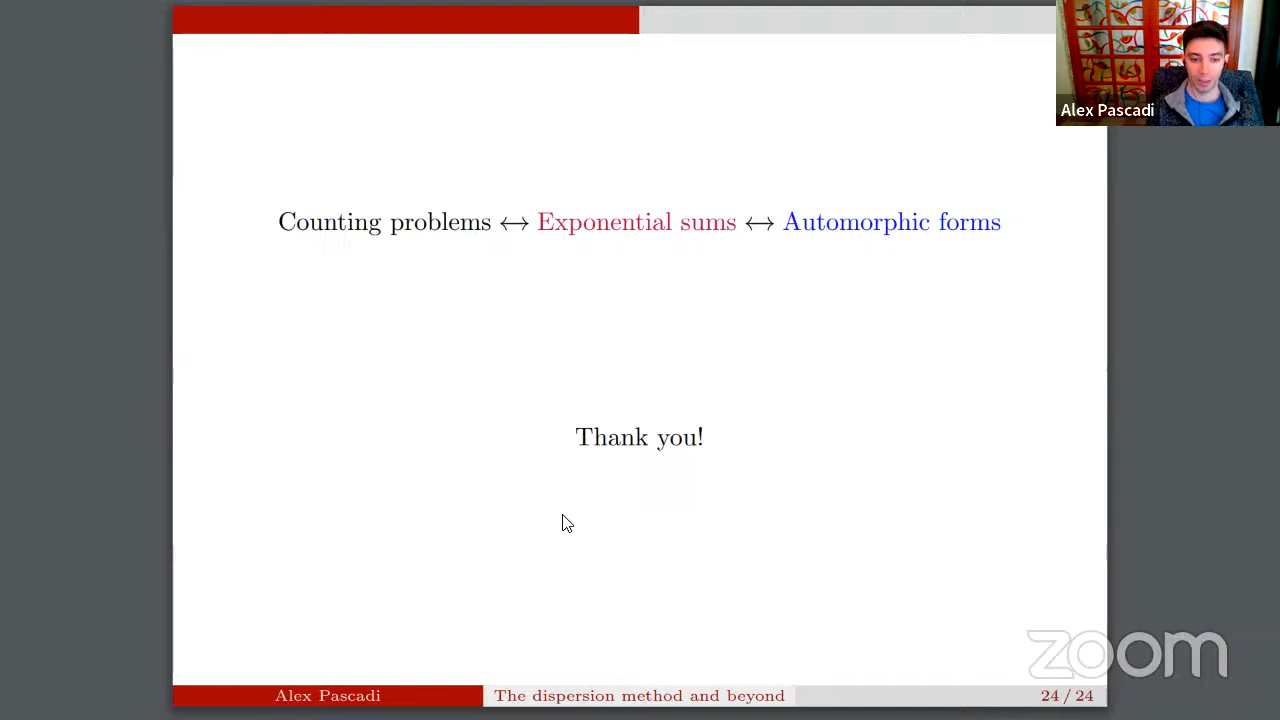 Alex Pascadi
Counting problems ↔ Exponential sums ↔ Automorphic forms
Thank you!
zoom
Alex Pascadi
The dispersion method and beyond
24 / 24